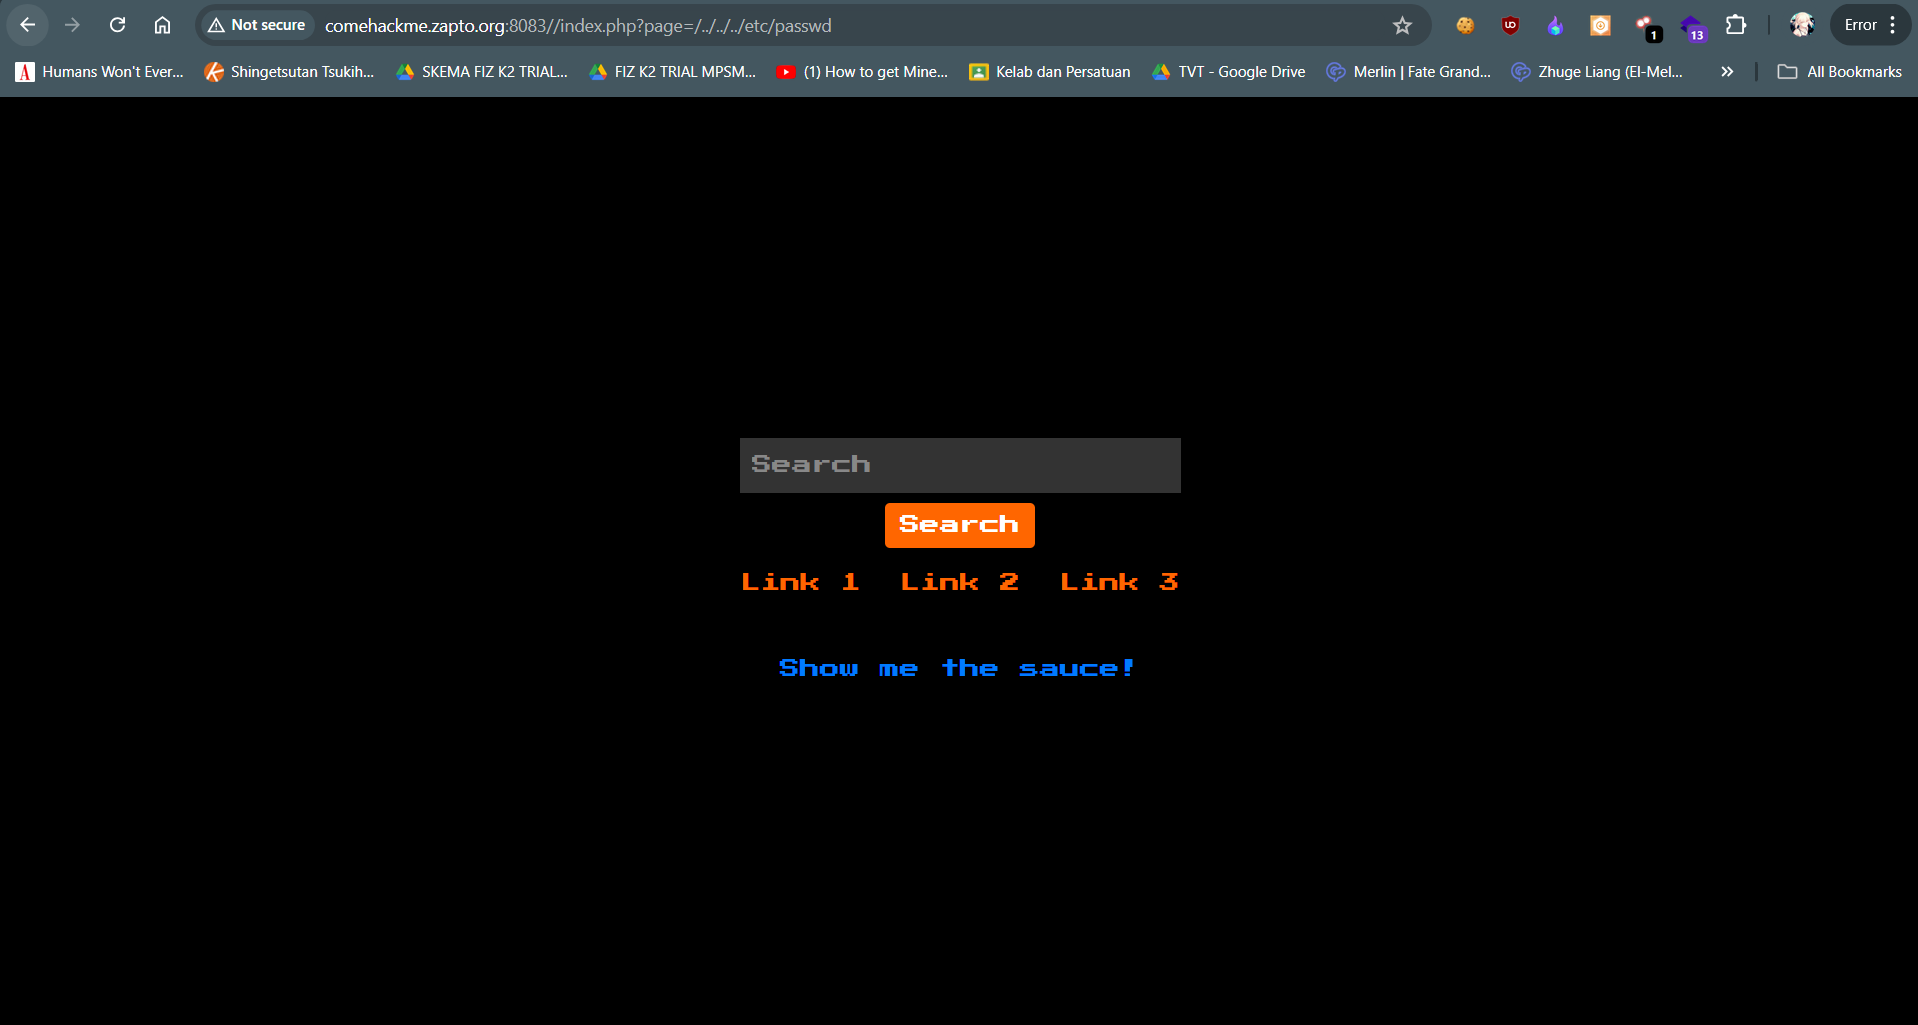 Not secure comehackme.zapto.org:8083//index.php?page=/../../../etc/passwd 1 13 Error
Humans Won't Ever... Shingetsutan Tsukih... SKEMA FIZ K2 TRIAL... FIZ K2 TRIAL MPSM... (1) How to get Mine... Kelab dan Persatuan TVT - Google Drive Merlin | Fate Grand... Zhuge Liang (El-Mel... All Bookmarks
Search
Search
Link 1 Link 2 Link 3
Show me the sauce!